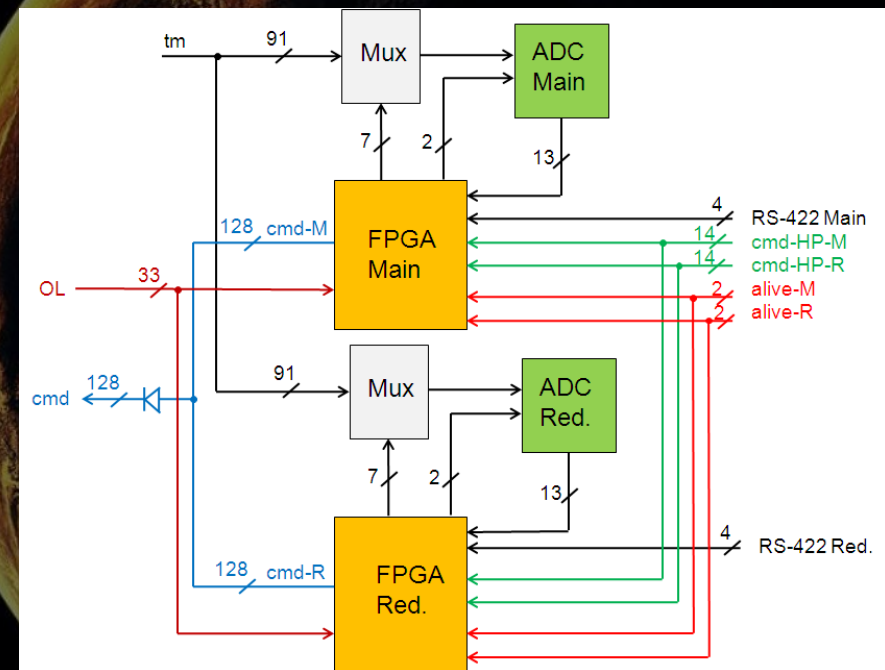 tm
91
Mux
ADC
Main
7
2
13
4
RS-422 Main
128 cmd-M
FPGA
Main
14
cmd-HP-M
14
cmd-HP-R
OL
33
2
alive-M
2
alive-R
91
Mux
ADC
Red.
cmd
128
7
2
13
4
RS-422 Red.
128 cmd-R
FPGA
Red.